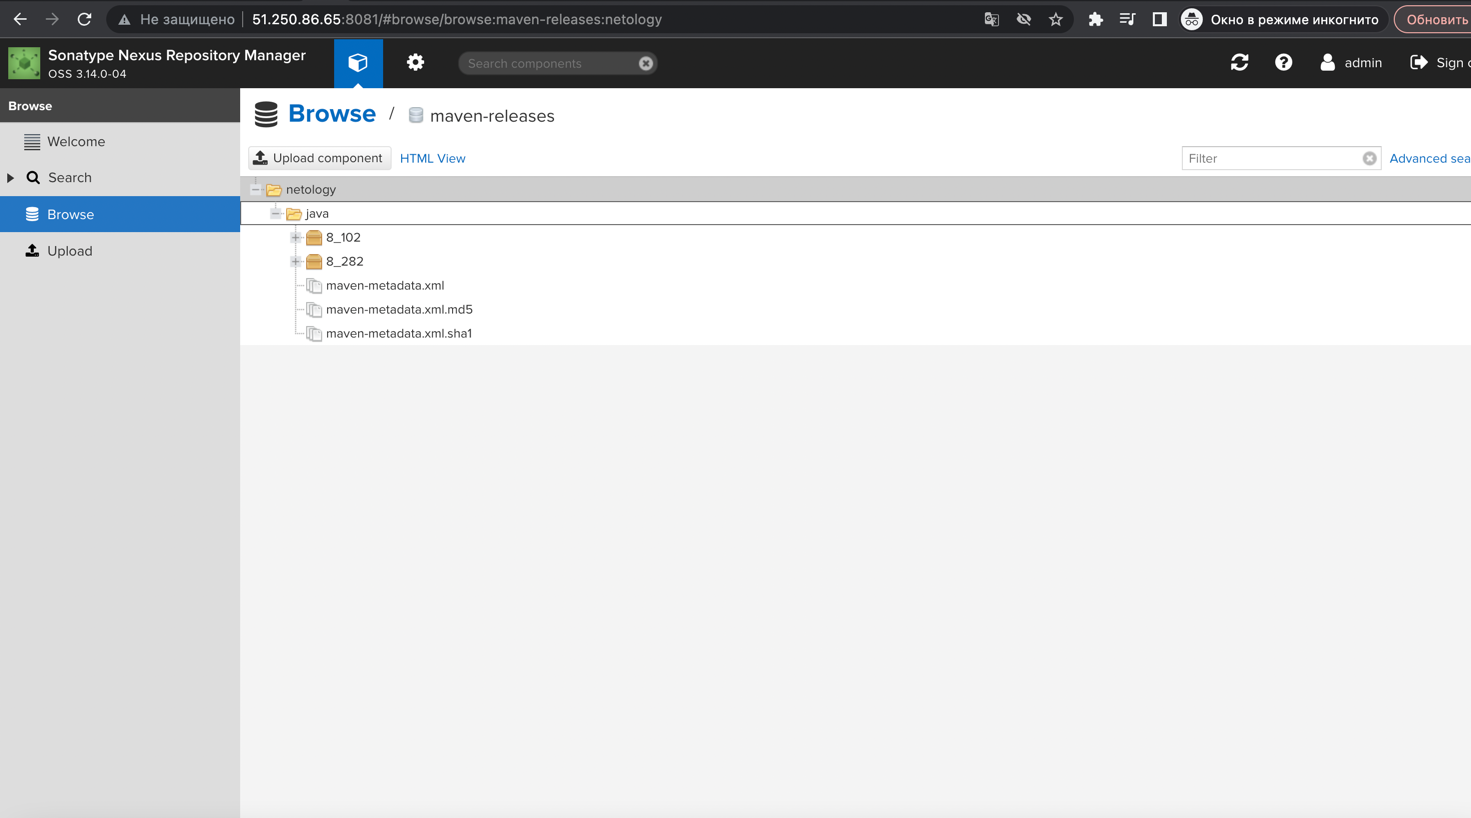 Не защищено 51.250.86.65:8081/#browse/browse:maven-releases:netology Окно в режиме инкогнито Обновить
Sonatype Nexus Repository Manager
OSS 3.14.0-04
Search components
admin
Sign o
Browse
Welcome
Search
Browse
Upload
Browse / maven-releases
Upload component HTML View Filter Advanced sea
netology
java
8_102
8_282
maven-metadata.xml
maven-metadata.xml.md5
maven-metadata.xml.sha1